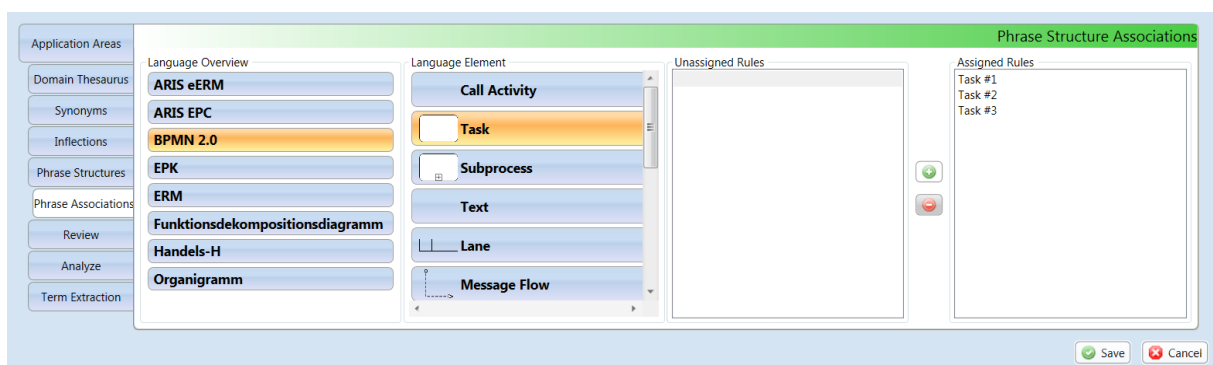 Phrase Structure Associations
Application Areas
Domain Thesaurus
Synonyms
Inflections
Phrase Structures
Phrase Associations
Review
Analyze
Term Extraction
Language Overview
ARIS eERM
ARIS EPC
BPMN 2.0
EPK
ERM
Funktionsdekompositionsdiagramm
Handels-H
Organigramm
Language Element
Call Activity
Task
Subprocess
Text
Lane
Message Flow
Unassigned Rules
Assigned Rules
Task #1
Task #2
Task #3
Save
Cancel